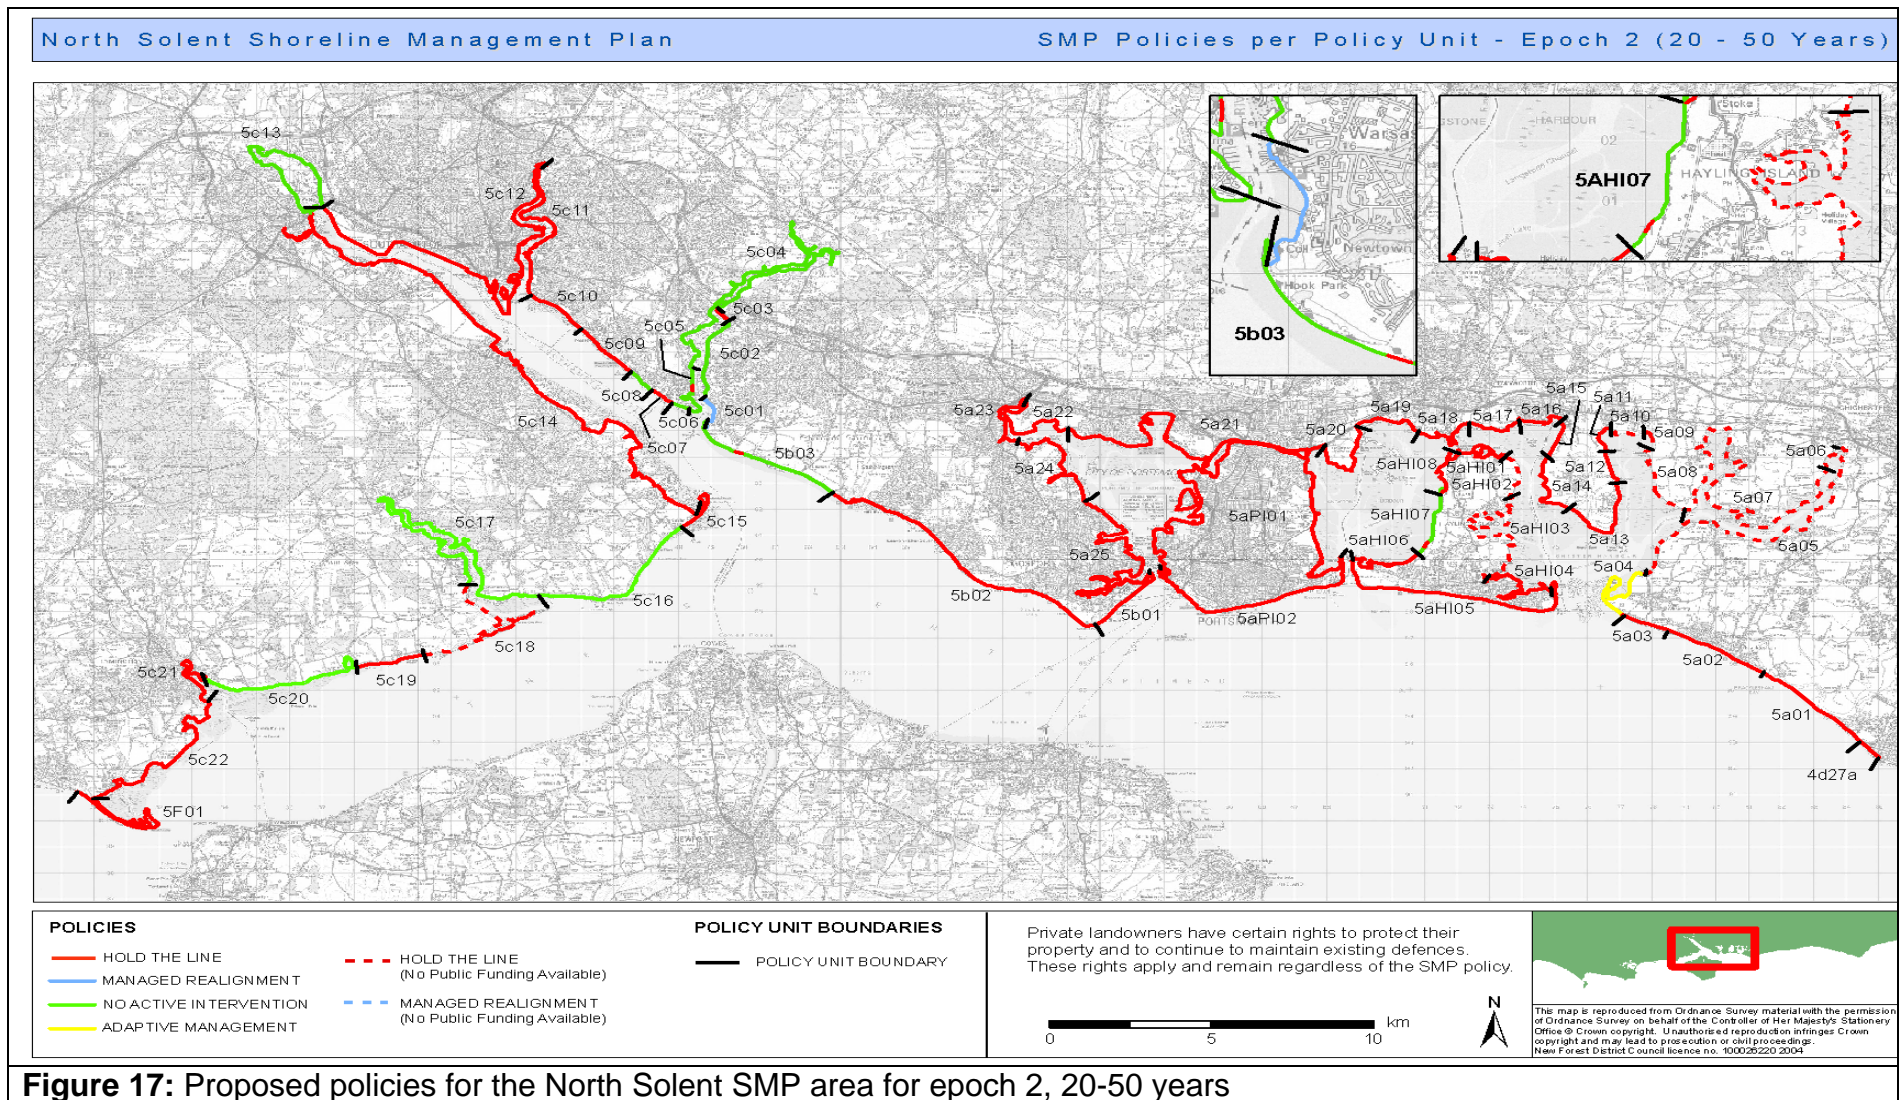 North Solent Shoreline Management Plan
SMP Policies per Policy Unit - Epoch 2 (20 - 50 Years)
5c13
5c12
5c11
5c04
5c10
5c03
5c05
5c09
5c02
5c08
5c06
5c01
5c07
5c14
5b03
5c15
5c17
5c16
5c18
5c19
5c21
5c20
5c22
5F01
5b02
5b01
5a23
5a22
5a21
5a24
5a25
5aPI01
5aPI02
PORTSMOUTH
5a20
5a19
5a18
5a17
5a16
5a15
5a11
5a10
5a09
5a08
5a06
5a07
5a05
5a12
5a14
5a13
5a04
5a03
5a02
5a01
4d27a
5aHI08
5aHI01
5aHI02
5aHI07
5aHI03
5aHI06
5aHI04
5aHI05
Warsas
Newtown
Hook Park
5b03
Stoke
HARBOUR
02
5AHI07
01
HAYLING ISLAND
73
POLICIES
HOLD THE LINE
MANAGED REALIGNMENT
NO ACTIVE INTERVENTION
ADAPTIVE MANAGEMENT
HOLD THE LINE
(No Public Funding Available)
MANAGED REALIGNMENT
(No Public Funding Available)
POLICY UNIT BOUNDARIES
POLICY UNIT BOUNDARY
Private landowners have certain rights to protect their
property and to continue to maintain existing defences.
These rights apply and remain regardless of the SMP policy.
km
0 5 10
N
This map is reproduced from Ordnance Survey material with the permission
of Ordnance Survey on behalf of the Controller of Her Majesty's Stationery
Office © Crown copyright. Unauthorised reproduction infringes Crown
copyright and may lead to prosecution or civil proceedings.
New Forest District Council licence no. 100026220 2004
Figure 17: Proposed policies for the North Solent SMP area for epoch 2, 20-50 years